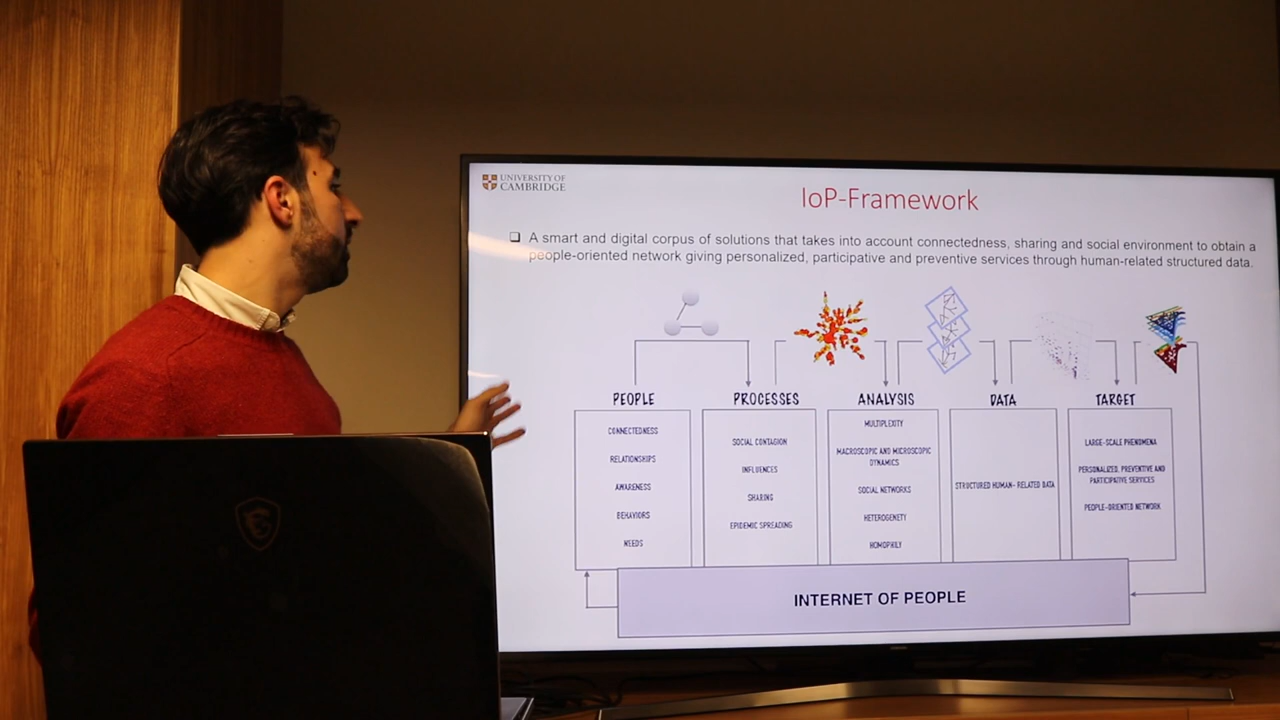 UNIVERSITY OF
CAMBRIDGE
IoP-Framework
A smart and digital corpus of solutions that takes into account connectedness, sharing and social environment to obtain a
people-oriented network giving personalized, participative and preventive services through human-related structured data.
PEOPLE
CONNECTEDNESS
RELATIONSHIPS
AWARENESS
BEHAVIORS
NEEDS
PROCESSES
SOCIAL CONTAGION
INFLUENCES
SHARING
EPIDEMIC SPREADING
ANALYSIS
MULTIPLEXITY
MACROSCOPIC AND MICROSCOPIC
DYNAMICS
SOCIAL NETWORKS
HETEROGENETY
HOMOPHILY
DATA
STRUCTURED HUMAN- RELATED DATA
TARGET
LARGE-SCALE PHENOMENA
PERSONALIZED, PREVENTIVE AND
PARTICIPATIVE SERVICES
PEOPLE-ORIENTED NETWORK
INTERNET OF PEOPLE